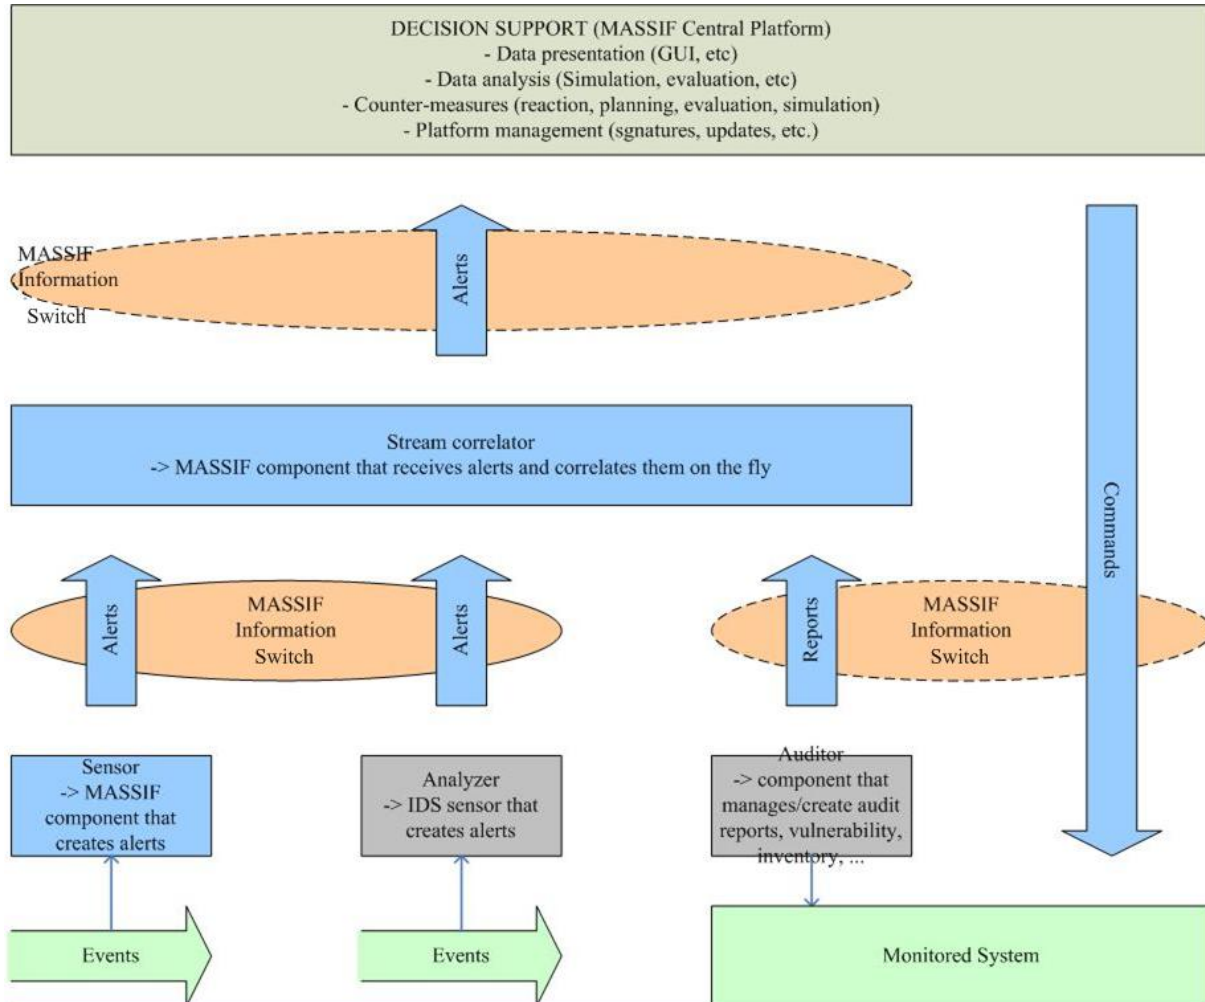 DECISION SUPPORT (MASSIF Central Platform)
- Data presentation (GUI, etc)
- Data analysis (Simulation, evaluation, etc)
- Counter-measures (reaction, planning, evaluation, simulation)
- Platform management (sgnatures, updates, etc.)
MASSIF
Information
Switch
Alerts
Stream correlator
-> MASSIF component that receives alerts and correlates them on the fly
Commands
Alerts
MASSIF
Information
Switch
Alerts
Reports
MASSIF
Information
Switch
Sensor
-> MASSIF
component that
creates alerts
Analyzer
-> IDS sensor that
creates alerts
Auditor
-> component that
manages/create audit
reports, vulnerability,
inventory, ...
Events
Events
Monitored System